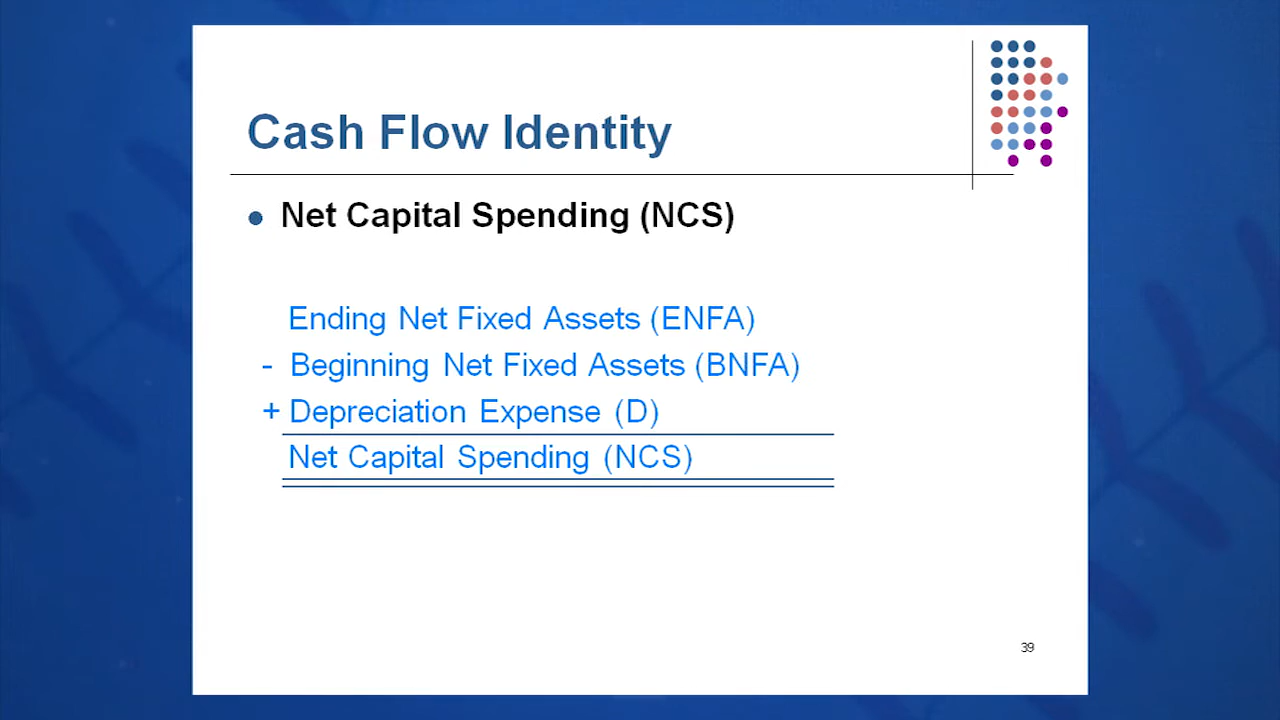 Cash Flow Identity
• Net Capital Spending (NCS)
Ending Net Fixed Assets (ENFA)
- Beginning Net Fixed Assets (BNFA)
+ Depreciation Expense (D)
Net Capital Spending (NCS)
39